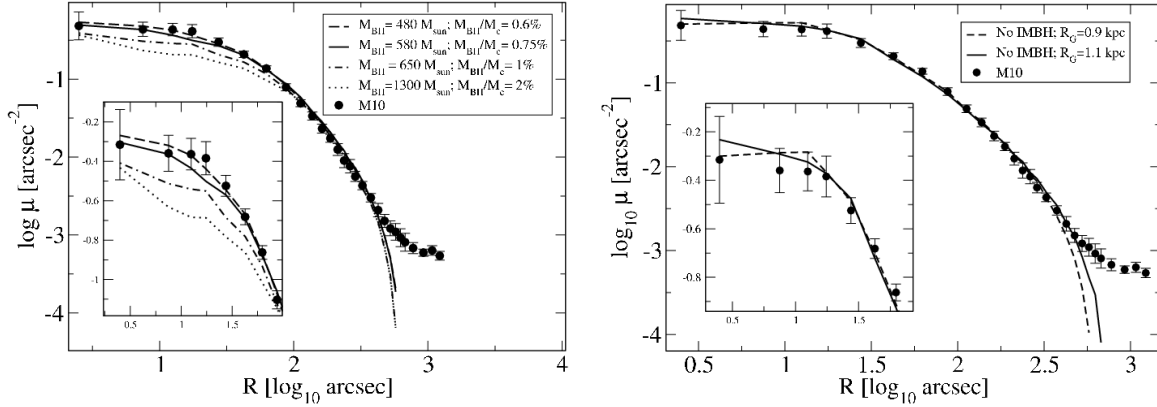 M_BH = 480 M_sun; M_BH/M_c = 0.6%
M_BH = 580 M_sun; M_BH/M_c = 0.75%
M_BH = 650 M_sun; M_BH/M_c = 1%
M_BH = 1300 M_sun; M_BH/M_c = 2%
M10
log μ [arcsec^-2]
-1
-2
-3
-4
-0.2
-0.4
-0.6
-0.8
-1
0.5
1
1.5
1
2
3
4
R [log_10 arcsec]
No IMBH; R_G=0.9 kpc
No IMBH; R_G=1.1 kpc
M10
log_10 μ [arcsec^-2]
-1
-2
-3
-4
-0.2
-0.4
-0.6
-0.8
0.5
1
1.5
0.5
1
1.5
2
2.5
3
R [log_10 arcsec]